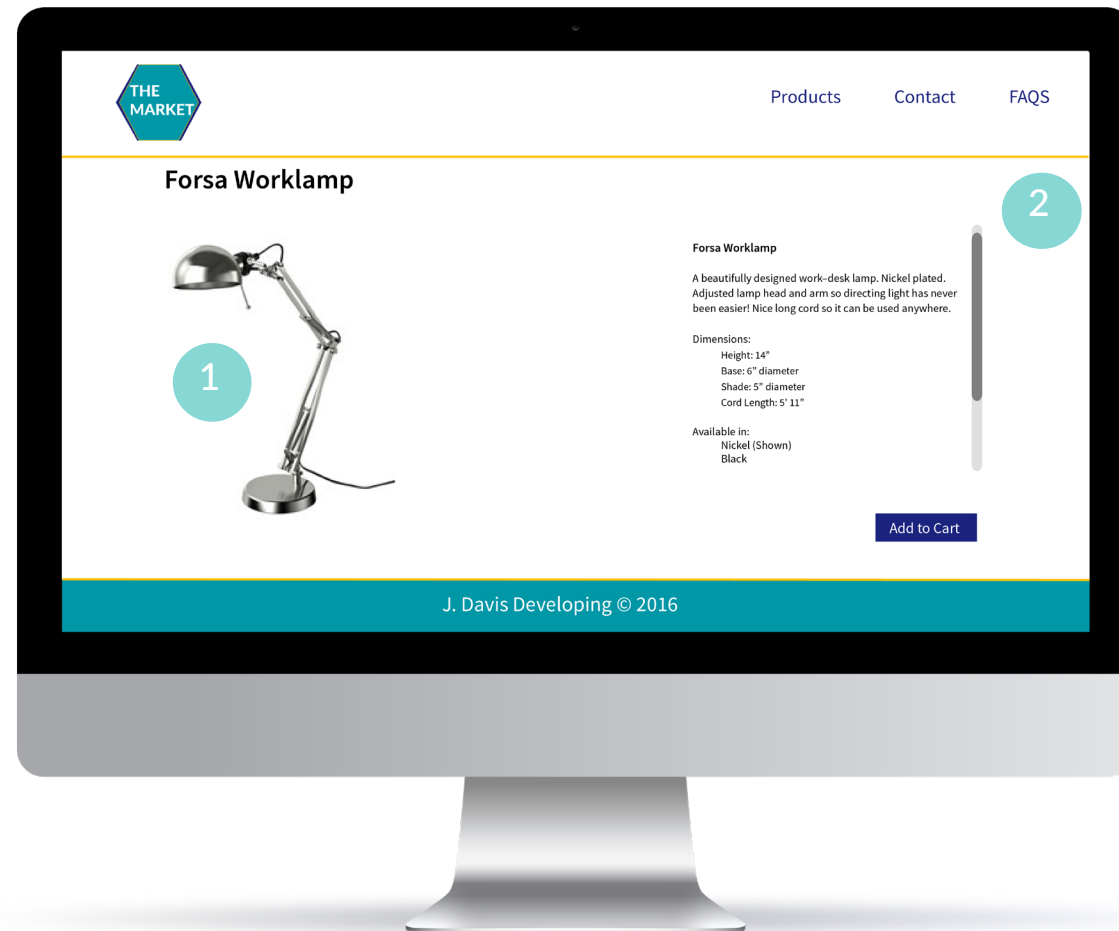 THE
MARKET
Products Contact FAQS
Forsa Worklamp
2
1
Forsa Worklamp
A beautifully designed work–desk lamp. Nickel plated.
Adjusted lamp head and arm so directing light has never
been easier! Nice long cord so it can be used anywhere.
Dimensions:
Height: 14"
Base: 6" diameter
Shade: 5" diameter
Cord Length: 5' 11"
Available in:
Nickel (Shown)
Black
Add to Cart
J. Davis Developing © 2016